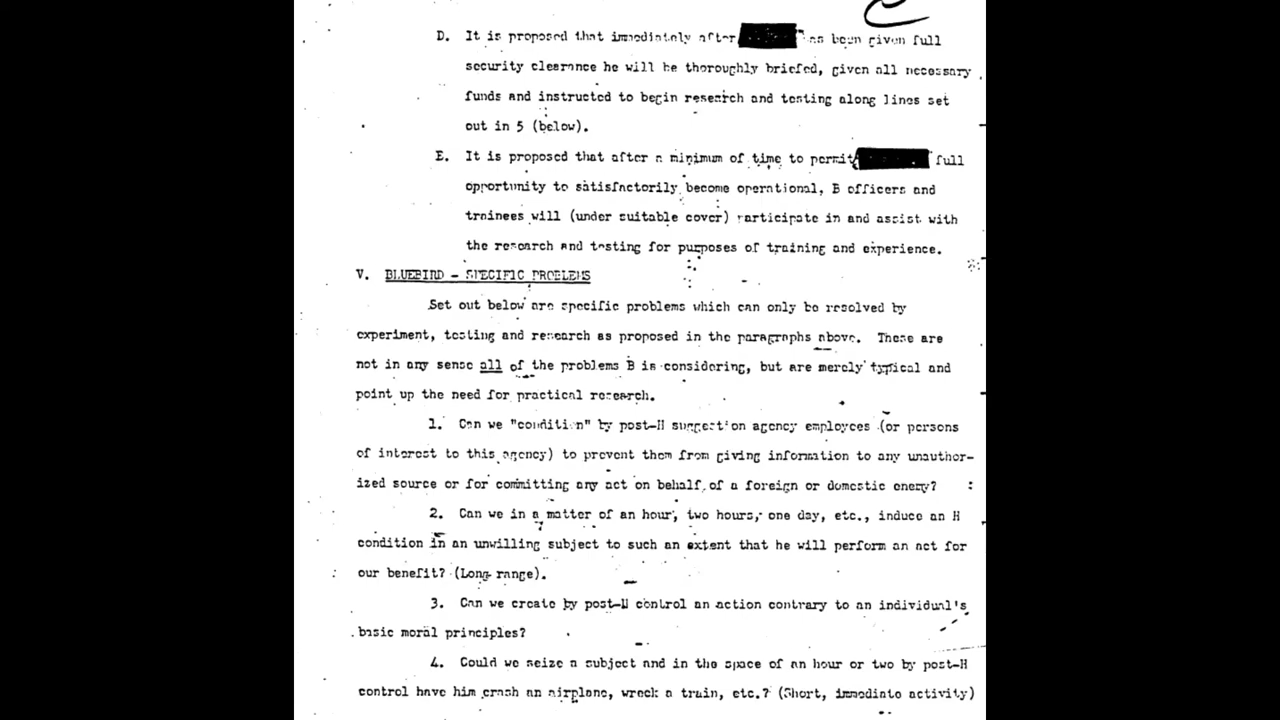 D. It is proposed that immediately after has been given full
security clearance he will be thoroughly briefed, given all necessary
funds and instructed to begin research and testing along lines set
out in 5 (below).
E. It is proposed that after a minimum of time to permit full
opportunity to satisfactorily become operational, B officers and
trainees will (under suitable cover) participate in and assist with
the research and testing for purposes of training and experience.
V. BLUEBIRD - SPECIFIC PROBLEMS
Set out below are specific problems which can only be resolved by
experiment, testing and research as proposed in the paragraphs above. These are
not in any sense all of the problems B is considering, but are merely typical and
point up the need for practical research.
1. Can we "condition" by post-H suggestion agency employees (or persons
of interest to this agency) to prevent them from giving information to any unauthor-
ized source or for committing any act on behalf of a foreign or domestic enemy?
2. Can we in a matter of an hour, two hours, one day, etc., induce an H
condition in an unwilling subject to such an extent that he will perform an act for
our benefit? (Long range).
3. Can we create by post-H control an action contrary to an individual's
basic moral principles?
4. Could we seize a subject and in the space of an hour or two by post-H
control have him crash an airplane, wreck a train, etc.? (Short, immediate activity)